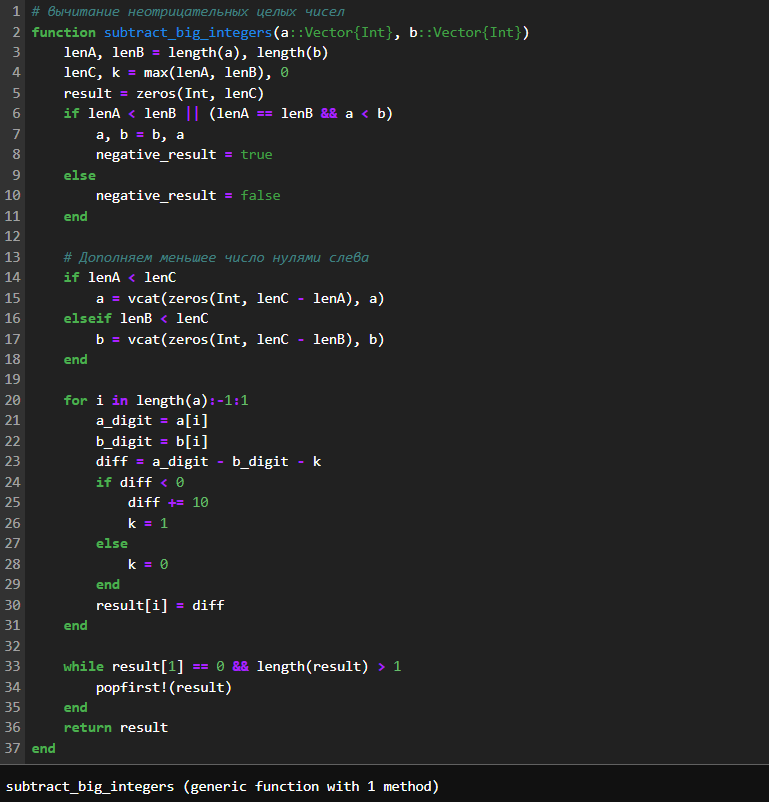 1 # вычитание неотрицательных целых чисел
2 function subtract_big_integers(a::Vector{Int}, b::Vector{Int})
3     lenA, lenB = length(a), length(b)
4     lenC, k = max(lenA, lenB), 0
5     result = zeros(Int, lenC)
6     if lenA < lenB || (lenA == lenB && a < b)
7         a, b = b, a
8         negative_result = true
9     else
10         negative_result = false
11     end
12
13     # Дополняем меньшее число нулями слева
14     if lenA < lenC
15         a = vcat(zeros(Int, lenC - lenA), a)
16     elseif lenB < lenC
17         b = vcat(zeros(Int, lenC - lenB), b)
18     end
19
20     for i in length(a):-1:1
21         a_digit = a[i]
22         b_digit = b[i]
23         diff = a_digit - b_digit - k
24         if diff < 0
25             diff += 10
26             k = 1
27         else
28             k = 0
29         end
30         result[i] = diff
31     end
32
33     while result[1] == 0 && length(result) > 1
34         popfirst!(result)
35     end
36     return result
37 end
subtract_big_integers (generic function with 1 method)